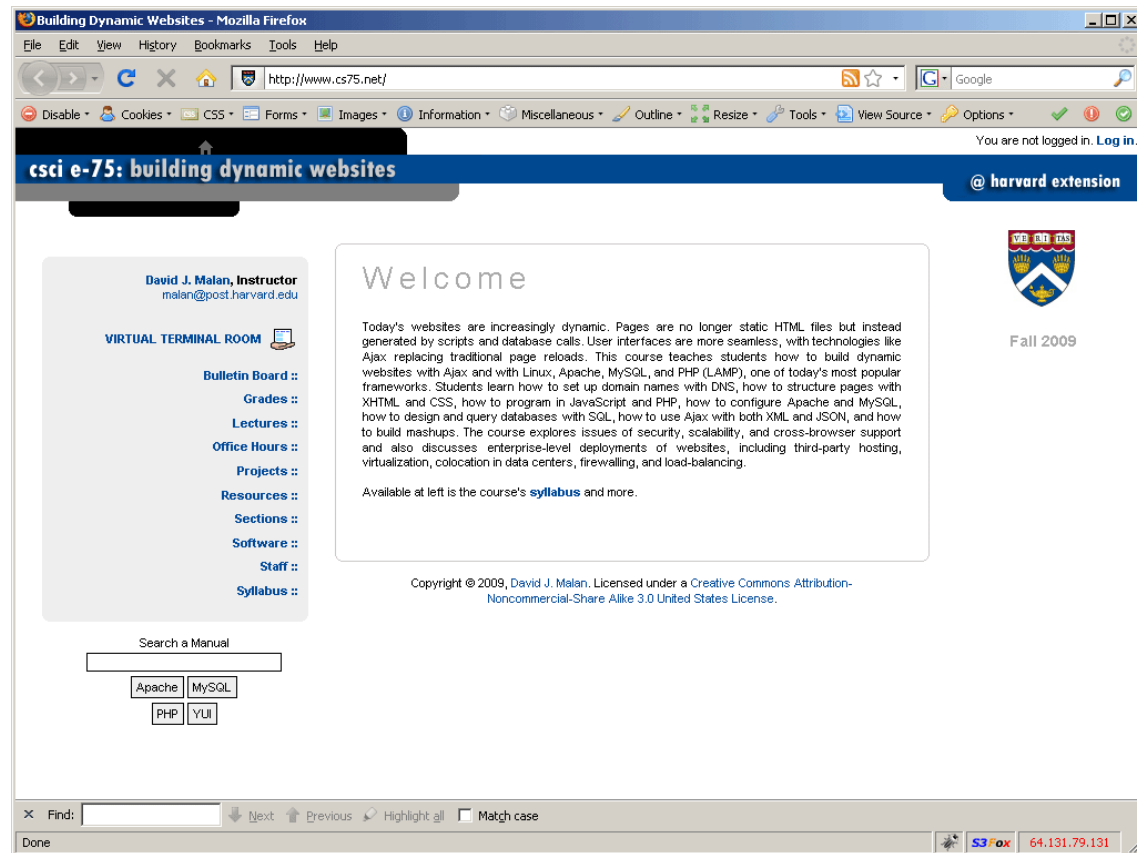 Building Dynamic Websites - Mozilla Firefox
File Edit View History Bookmarks Tools Help
http://www.cs75.net/
G Google
Disable Cookies CSS Forms Images Information Miscellaneous Outline Resize Tools View Source Options
You are not logged in. Log in.
csci e-75: building dynamic websites
@ harvard extension
VE RI TAS
Fall 2009
David J. Malan, Instructor
malan@post.harvard.edu
VIRTUAL TERMINAL ROOM
Bulletin Board ::
Grades ::
Lectures ::
Office Hours ::
Projects ::
Resources ::
Sections ::
Software ::
Staff ::
Syllabus ::
Search a Manual
Apache MySQL
PHP YUI
Welcome
Today's websites are increasingly dynamic. Pages are no longer static HTML files but instead
generated by scripts and database calls. User interfaces are more seamless, with technologies like
Ajax replacing traditional page reloads. This course teaches students how to build dynamic
websites with Ajax and with Linux, Apache, MySQL, and PHP (LAMP), one of today's most popular
frameworks. Students learn how to set up domain names with DNS, how to structure pages with
XHTML and CSS, how to program in JavaScript and PHP, how to configure Apache and MySQL,
how to design and query databases with SQL, how to use Ajax with both XML and JSON, and how
to build mashups. The course explores issues of security, scalability, and cross-browser support
and also discusses enterprise-level deployments of websites, including third-party hosting,
virtualization, colocation in data centers, firewalling, and load-balancing.
Available at left is the course's syllabus and more.
Copyright © 2009, David J. Malan. Licensed under a Creative Commons Attribution-
Noncommercial-Share Alike 3.0 United States License.
Find: Next Previous Highlight all Match case
Done
S3Fox 64.131.79.131